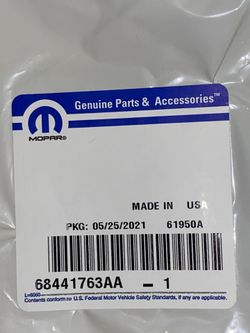 Genuine Parts & Accessories™
MOPAR®
MADE IN USA
PKG: 05/25/2021 61950A
68441763AA - 1
L=6060
Contents conform to U.S. Federal Motor Vehicle Safety Standards, if any are applicable.